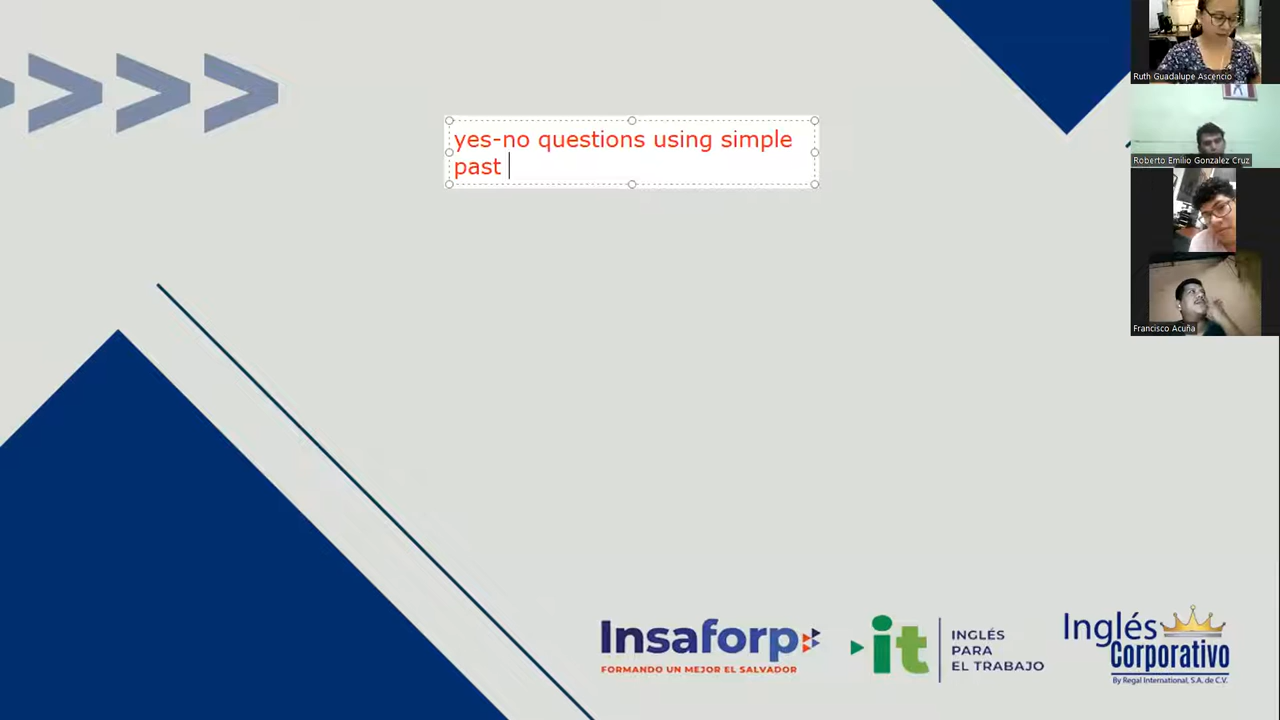 yes-no questions using simple
past
Ruth Guadalupe Ascencio
Roberto Emilio Gonzalez Cruz
Francisco Acuña
Insaforp
FORMANDO UN MEJOR EL SALVADOR
it
INGLÉS
PARA
EL TRABAJO
Inglés
Corporativo
By Regal International, S.A. de C.V.